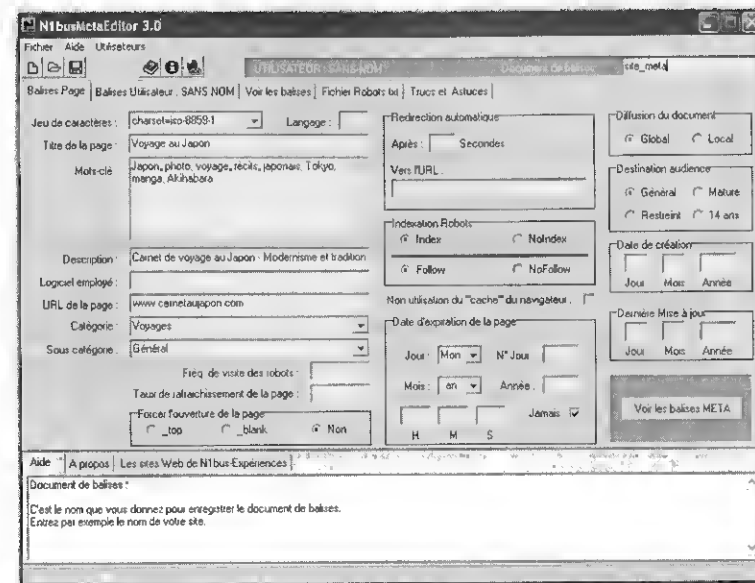 N1busMetaEditor 3.0
Fichier Aide Utilisateurs
UTILISATEUR : SANS NOM Document de balises site_meta
Balises Page Balises Utilisateur : SANS NOM Voir les balises Fichier Robots.txt Trucs et Astuces
Jeu de caractères : charset=iso-8859-1 Langage :
Titre de la page : Voyage au Japon
Mots-clé Japon, photo, voyage, récits, japonais, Tokyo,
manga, Akihabara
Description : Carnet de voyage au Japon - Modernisme et tradition
Logiciel employé :
URL de la page : www.carnetaujapon.com
Catégorie : Voyages
Sous catégorie : Général
Fréq. de visite des robots :
Taux de rafraichissement de la page :
Forcer l'ouverture de la page
_top _blank Non
Redirection automatique
Après : Secondes
Vers l'URL :
Indexation Robots
Index NoIndex
Follow NoFollow
Non utilisation du "cache" du navigateur :
Date d'expiration de la page
Jour : Mon N° Jour
Mois : an Année :
Jamais
H M S
Diffusion du document
Global Local
Destination audience
Général Mature
Restreint 14 ans
Date de création
Jour Mois Année
Dernière Mise à jour
Jour Mois Année
Voir les balises META
Aide A propos Les sites Web de N1bus Expériences
Document de balises :
C'est le nom que vous donnez pour enregistrer le document de balises.
Entrez par exemple le nom de votre site.